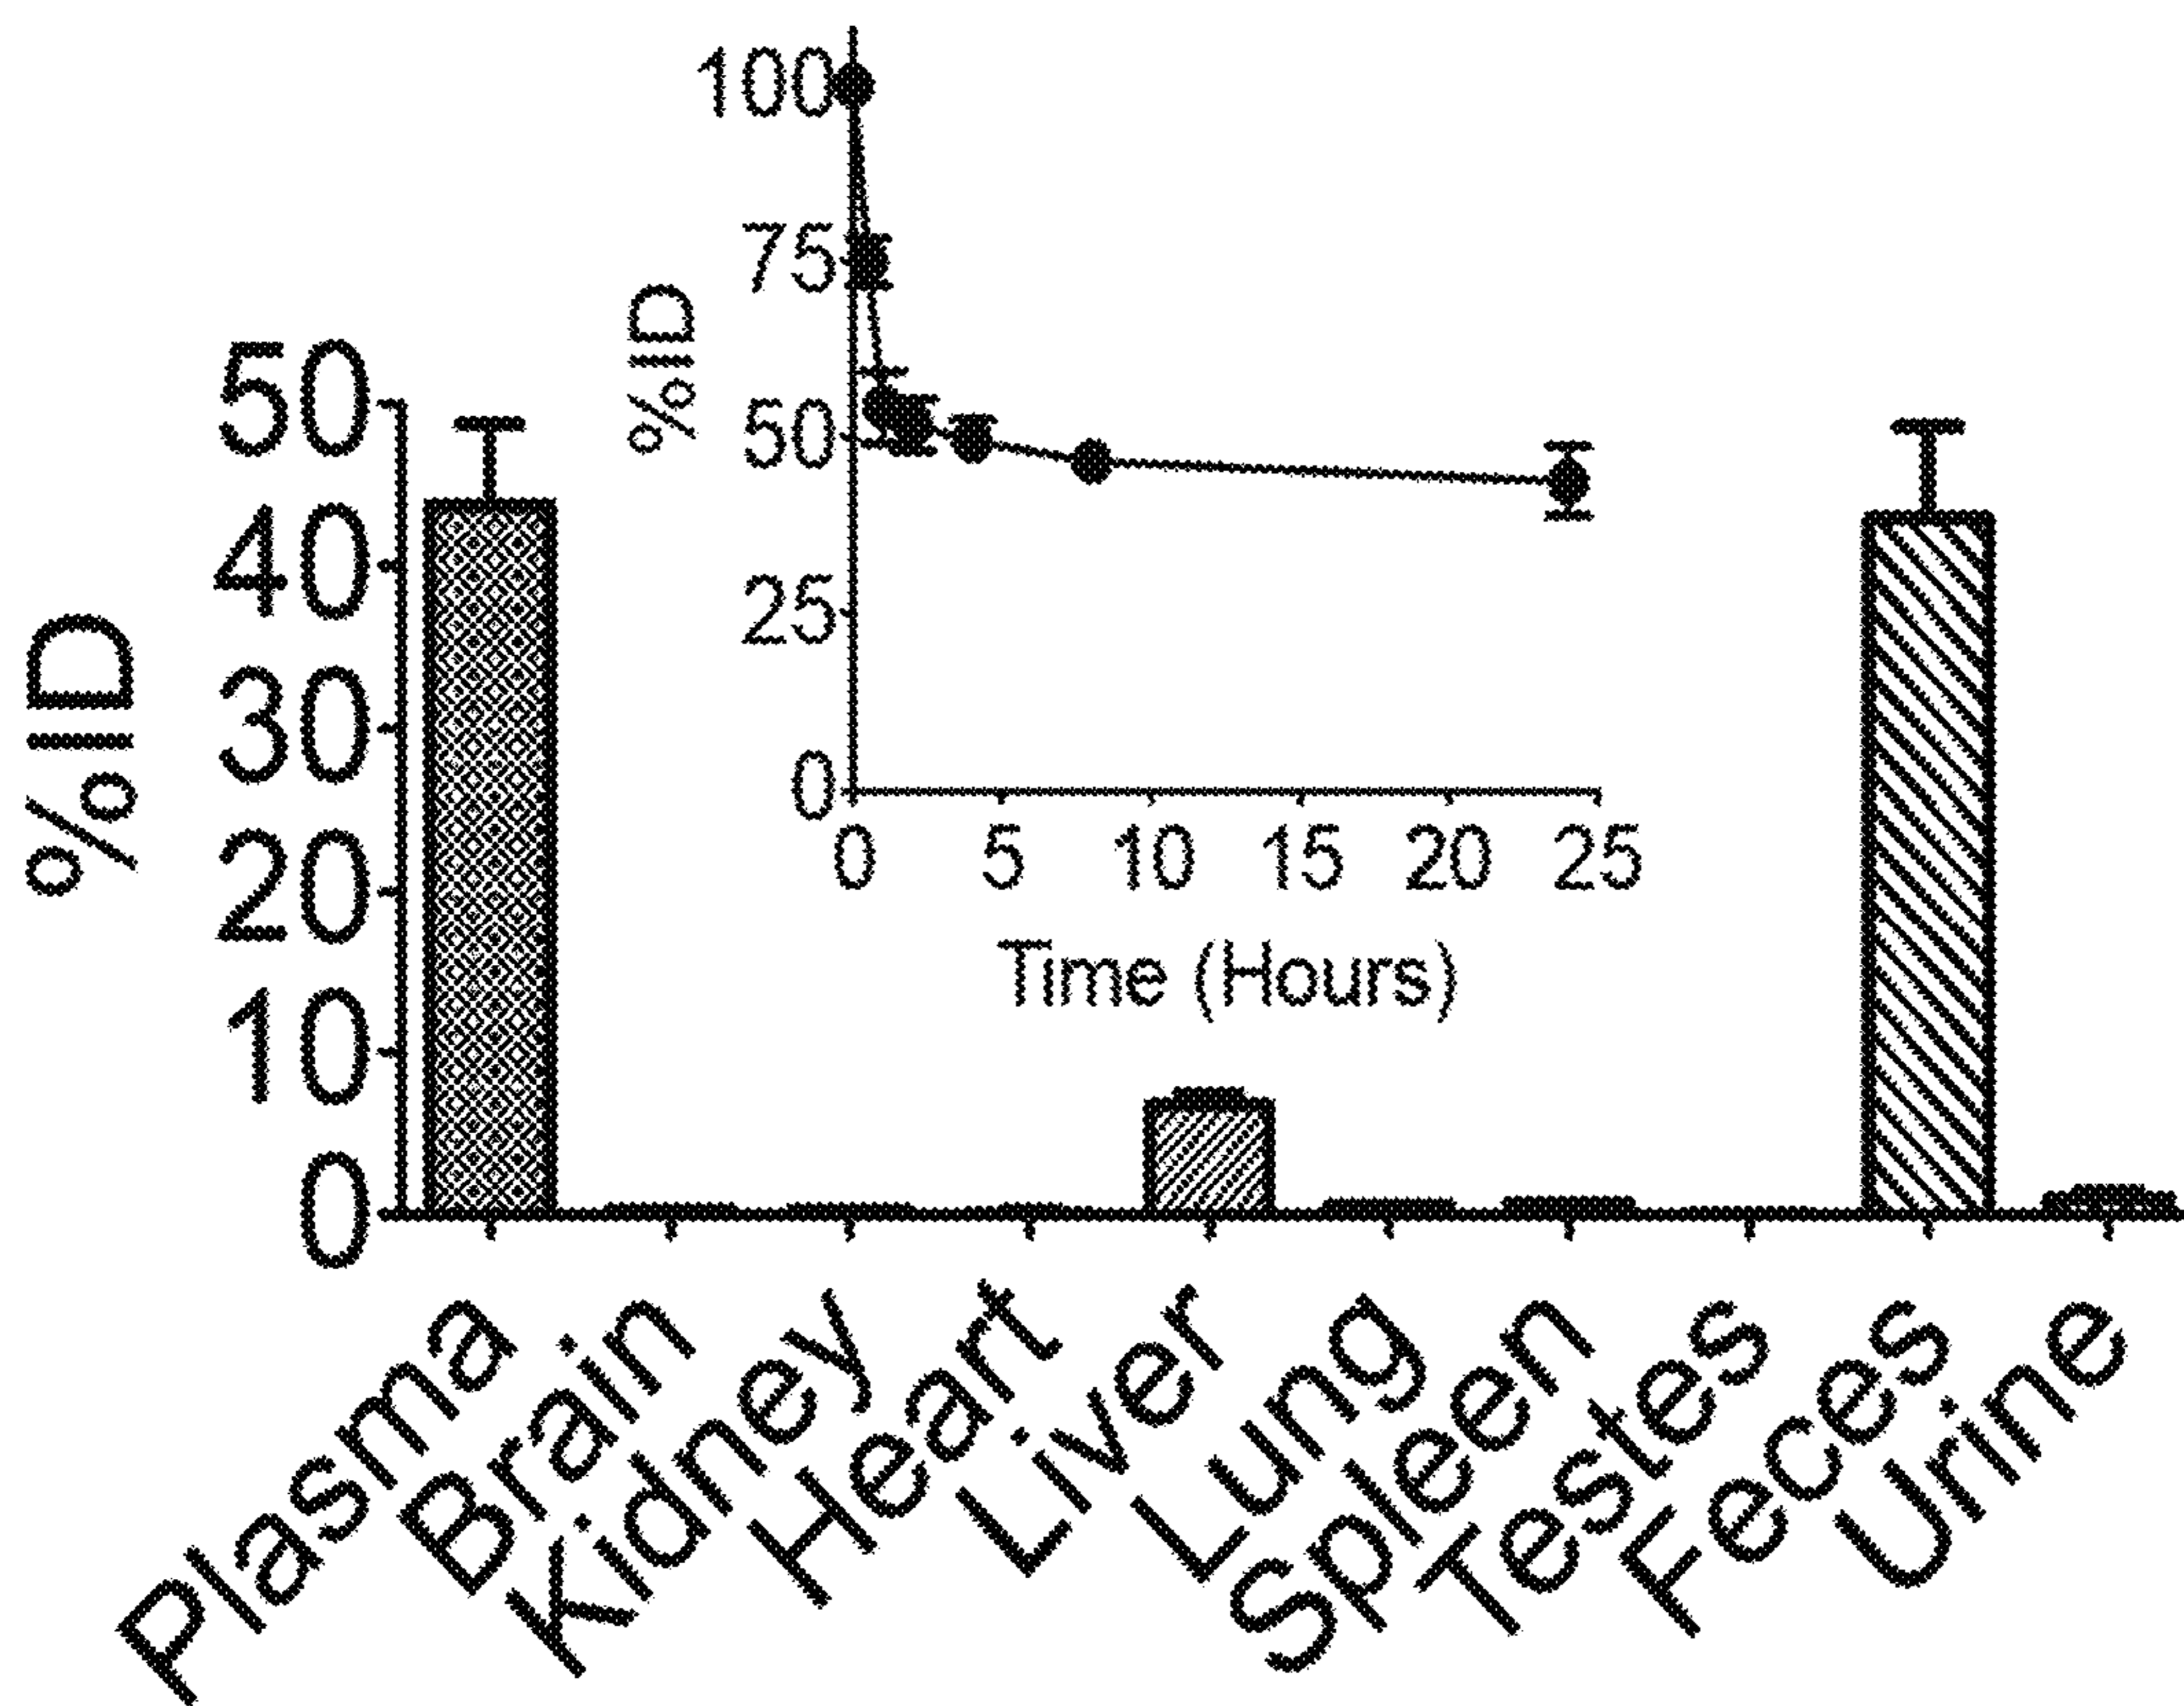 100
75
50
25
0
%ID
0 5 10 15 20 25
Time (Hours)
50
40
30
20
10
0
%ID
Plasma
Brain
Kidney
Heart
Liver
Lung
Spleen
Testes
Feces
Urine